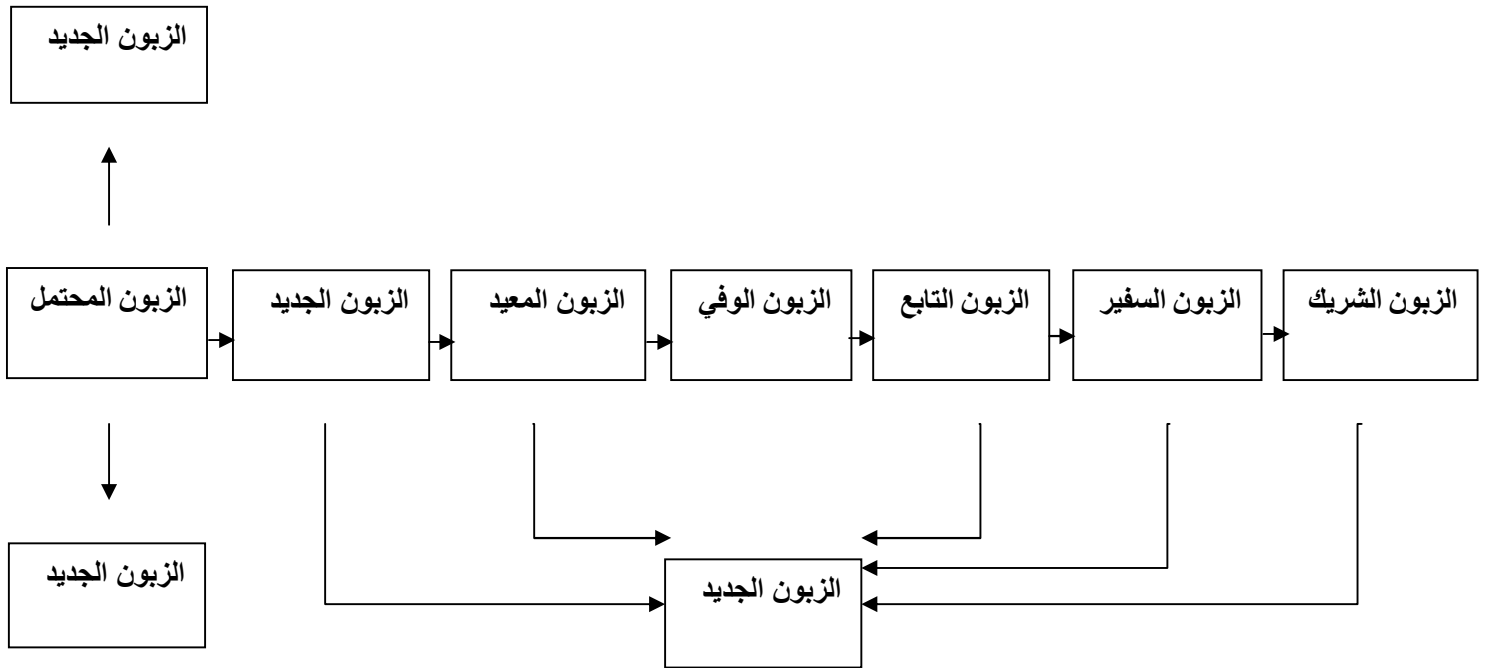 الزبون الجديد
الزبون المحتمل
الزبون الجديد
الزبون المعيد
الزبون الوفي
الزبون التابع
الزبون السفير
الزبون الشريك
الزبون الجديد
الزبون الجديد